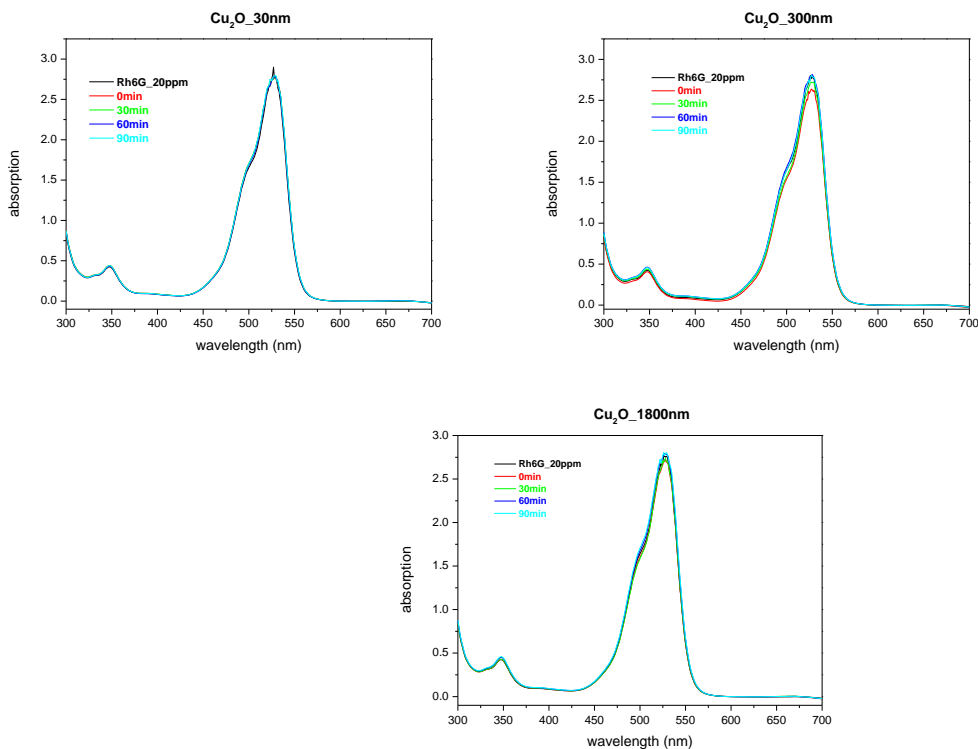 Cu₂O_30nm
3.0
2.5
2.0
1.5
1.0
0.5
0.0
absorption
Rh6G_20ppm
0min
30min
60min
90min
300 350 400 450 500 550 600 650 700
wavelength (nm)
Cu₂O_300nm
3.0
2.5
2.0
1.5
1.0
0.5
0.0
absorption
Rh6G_20ppm
0min
30min
60min
90min
300 350 400 450 500 550 600 650 700
wavelength (nm)
Cu₂O_1800nm
3.0
2.5
2.0
1.5
1.0
0.5
0.0
absorption
Rh6G_20ppm
0min
30min
60min
90min
300 350 400 450 500 550 600 650 700
wavelength (nm)